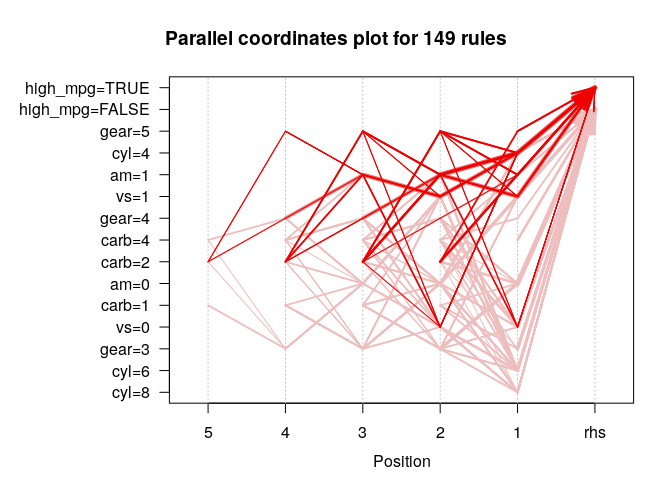 Parallel coordinates plot for 149 rules
high_mpg=TRUE
high_mpg=FALSE
gear=5
cyl=4
am=1
vs=1
gear=4
carb=4
carb=2
am=0
carb=1
vs=0
gear=3
cyl=6
cyl=8
5 4 3 2 1 rhs
Position